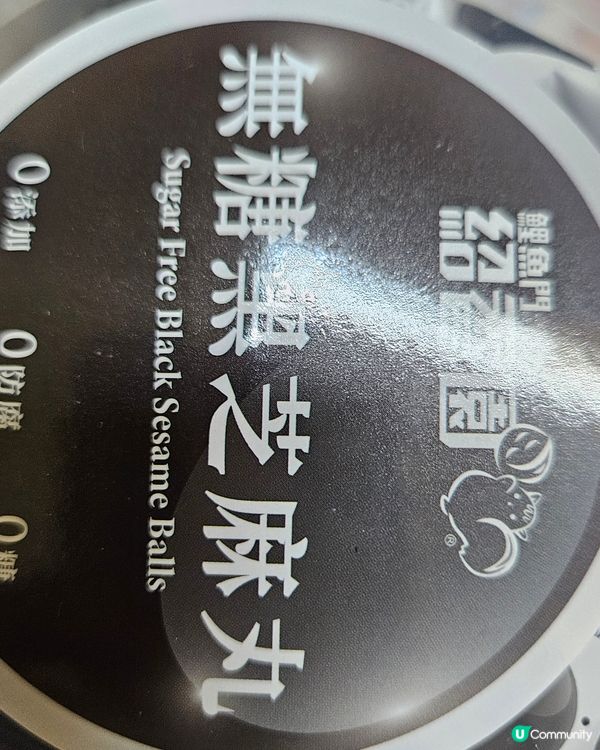 鯉魚門
紹香園
®
無糖黑芝麻丸
Sugar Free Black Sesame Balls
0添加
0防腐
0糖
U Community